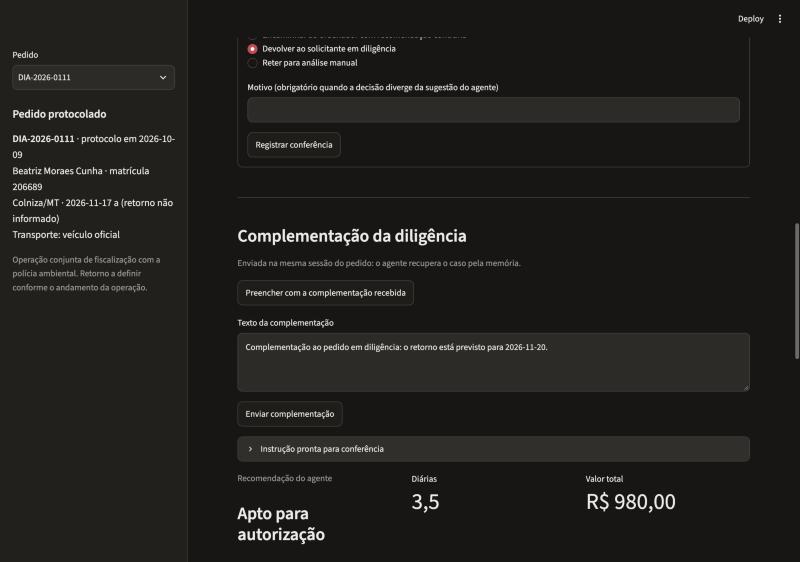 Deploy
Pedido
DIA-2026-0111
Pedido protocolado
DIA-2026-0111 · protocolo em 2026-10-
09
Beatriz Moraes Cunha · matrícula
206689
Colniza/MT · 2026-11-17 a (retorno não
informado)
Transporte: veículo oficial
Operação conjunta de fiscalização com a
polícia ambiental. Retorno a definir
conforme o andamento da operação.
Devolver ao solicitante em diligência
Reter para análise manual
Motivo (obrigatório quando a decisão diverge da sugestão do agente)
Registrar conferência
Complementação da diligência
Enviada na mesma sessão do pedido: o agente recupera o caso pela memória.
Preencher com a complementação recebida
Texto da complementação
Complementação ao pedido em diligência: o retorno está previsto para 2026-11-20.
Enviar complementação
Instrução pronta para conferência
Recomendação do agente
Apto para
autorização
Diárias
3,5
Valor total
R$ 980,00